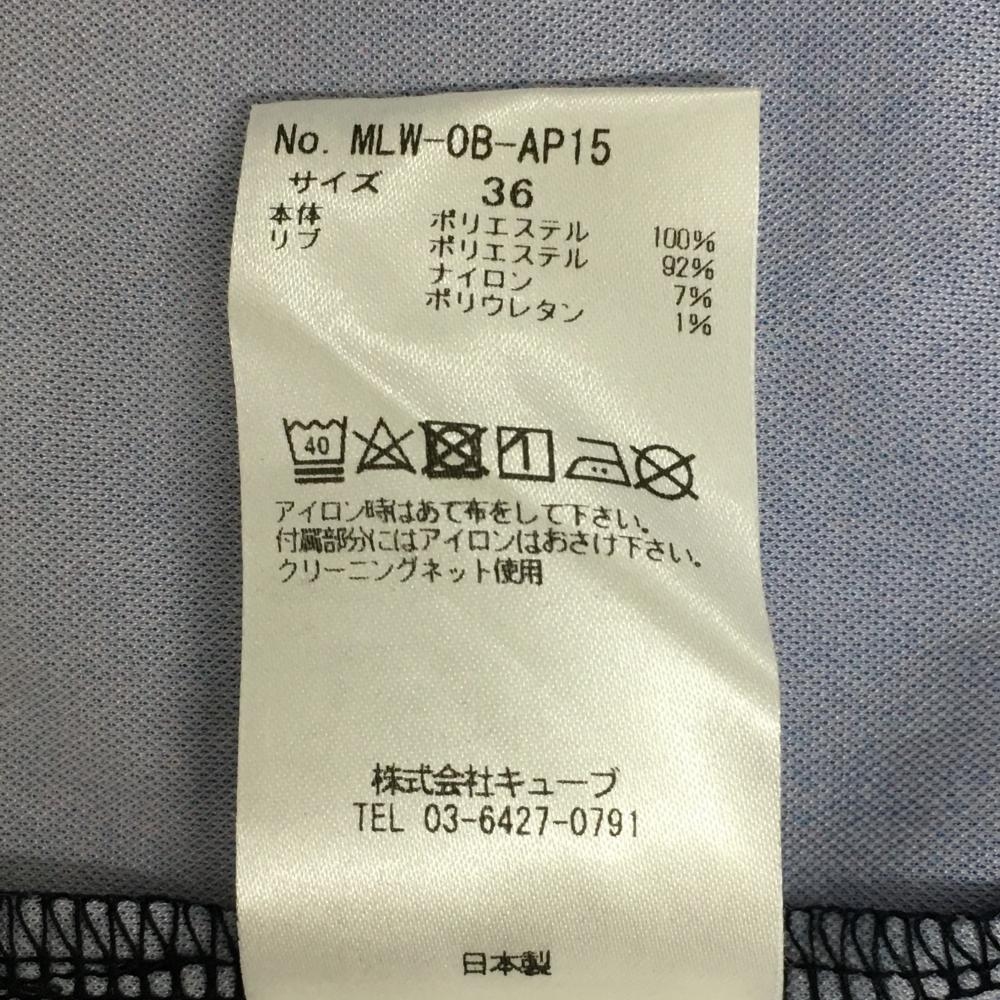 No. MLW-0B-AP15
サイズ 36
本体 ポリエステル 100%
リブ ポリエステル 92%
ナイロン 7%
ポリウレタン 1%
40
アイロン時はあて布をして下さい。
付属部分にはアイロンはおさけ下さい。
クリーニングネット使用
株式会社キューブ
TEL 03-6427-0791
日本製